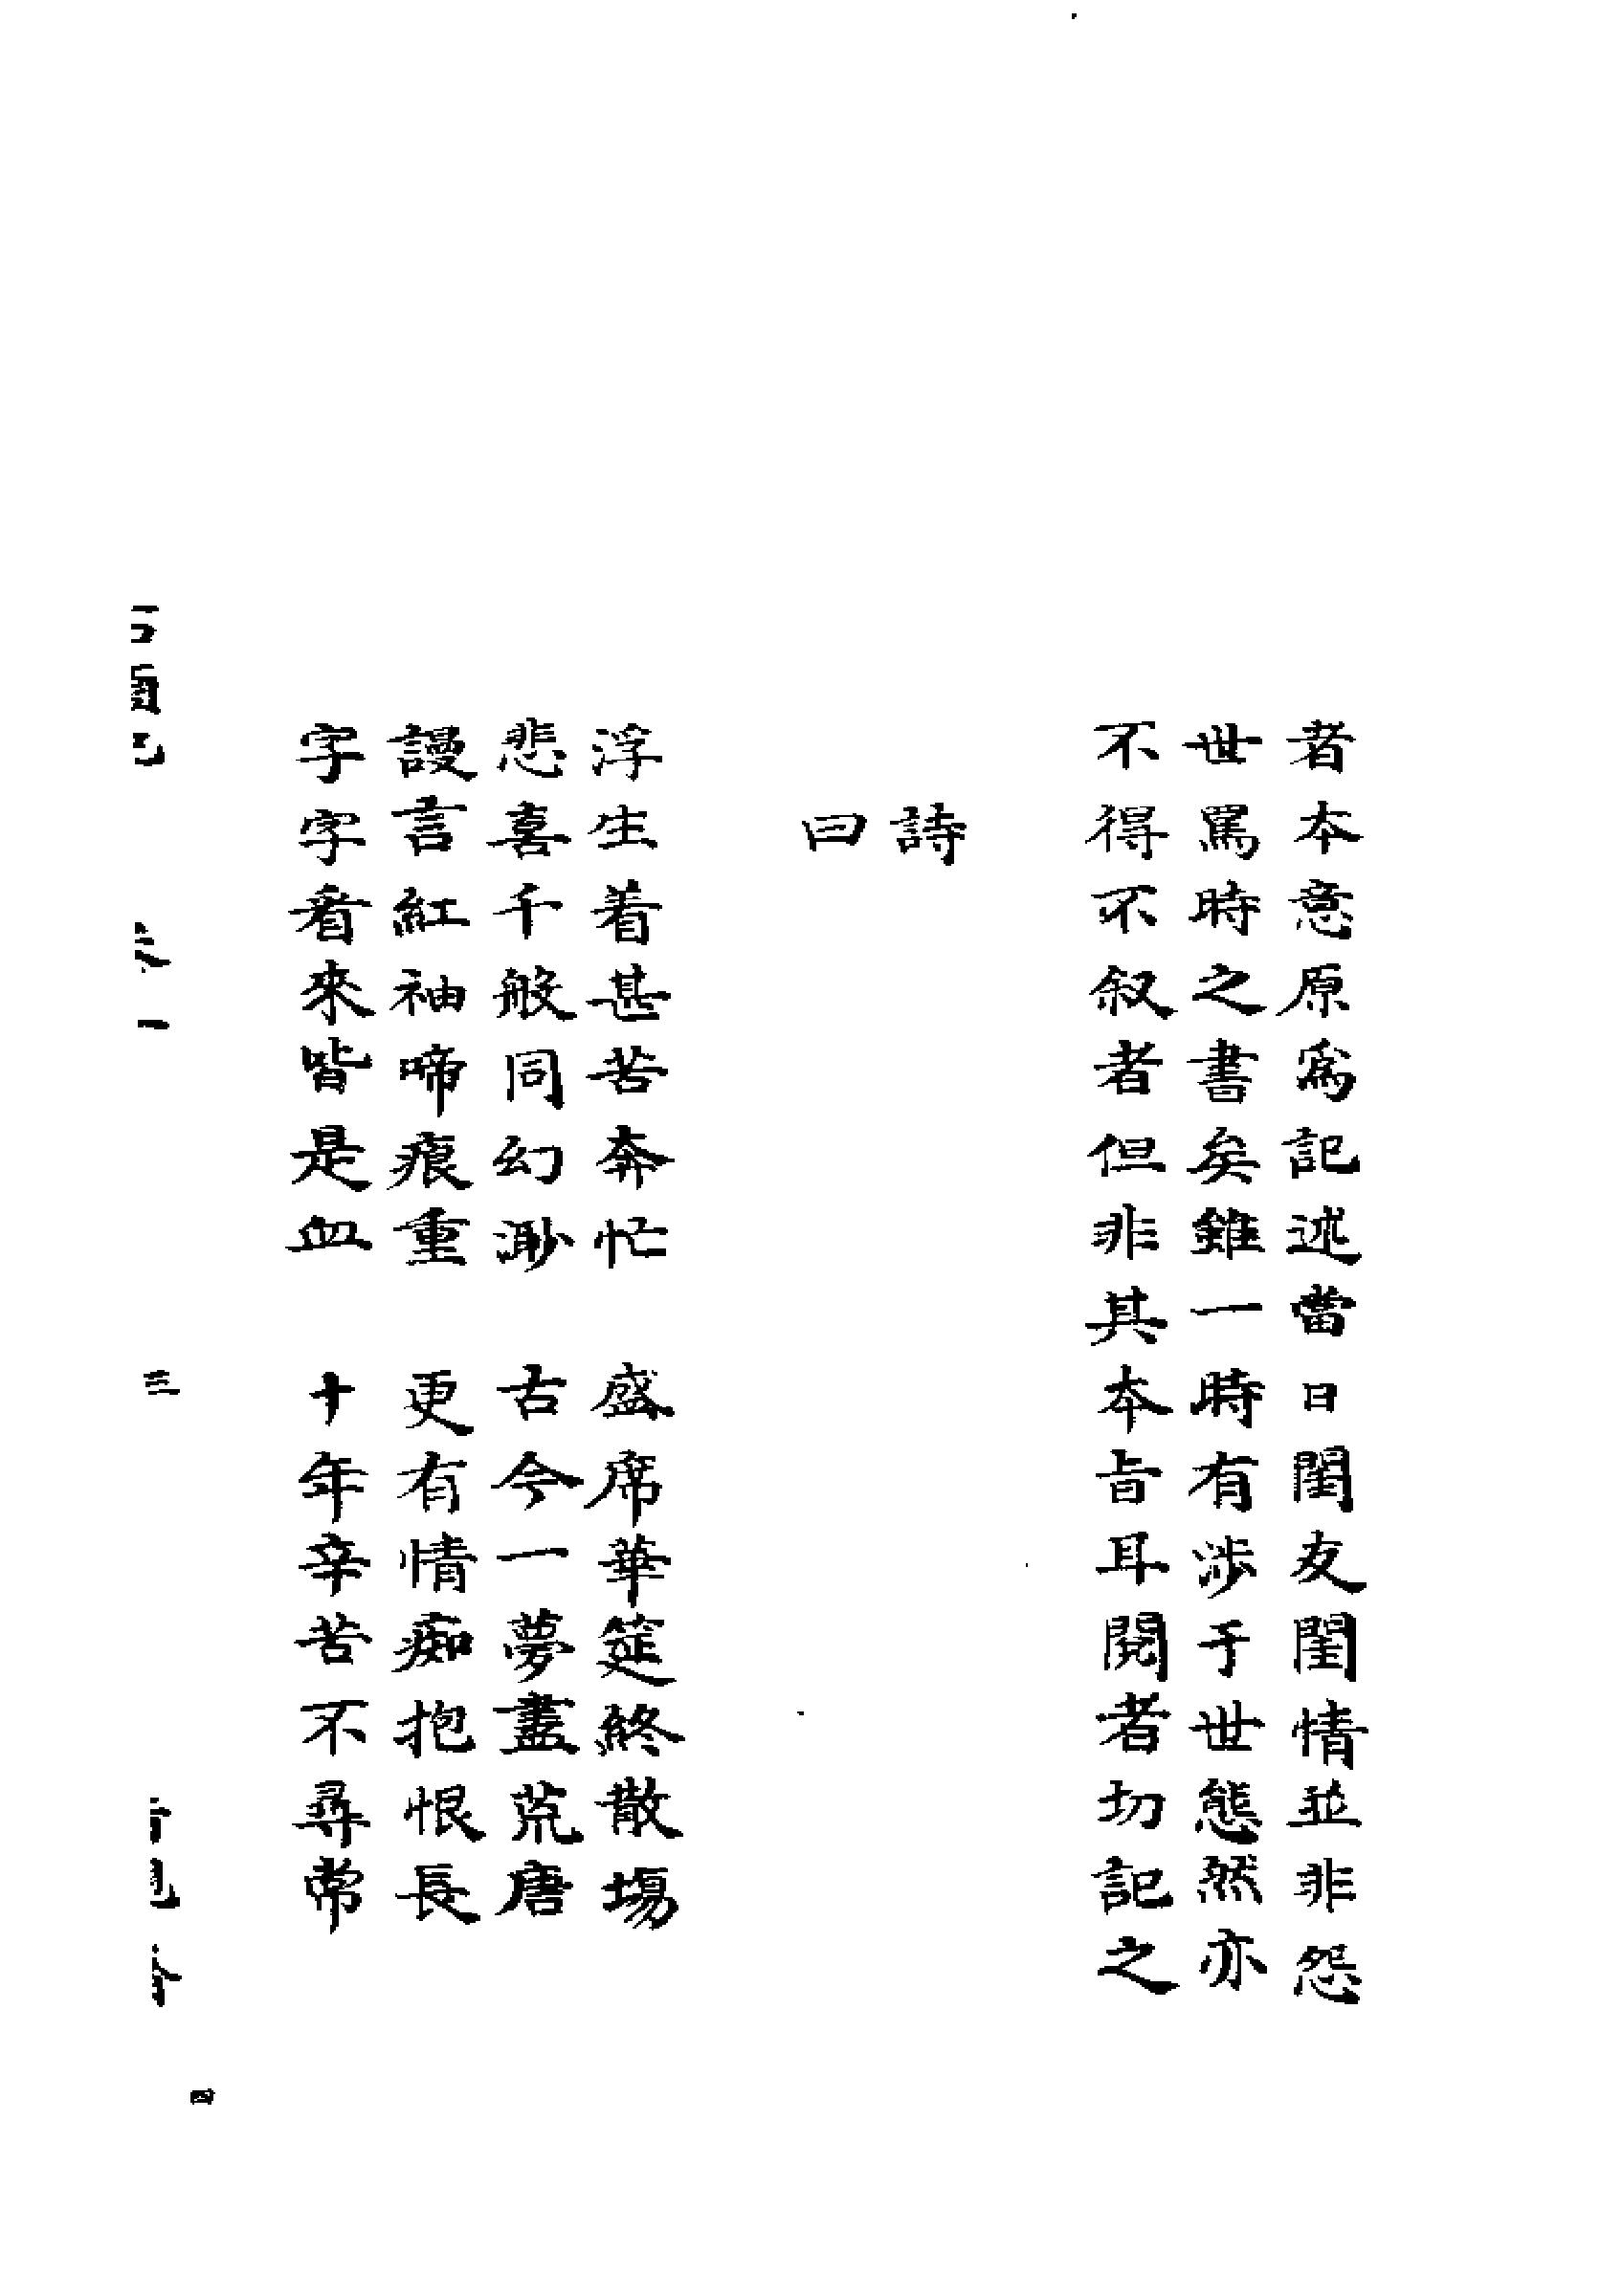 者本意原為記述當日閨友閨情並非怨
世罵時之書矣雖一時有涉于世態然亦
不得不叙者但非其本旨耳閱者切記之
詩
曰
浮生着甚苦奔忙　盛席華筵終散場
悲喜千般同幻渺　古今一夢盡荒唐
謾言紅袖啼痕重　更有情痴抱恨長
字字看來皆是血　十年辛苦不尋常
三
四